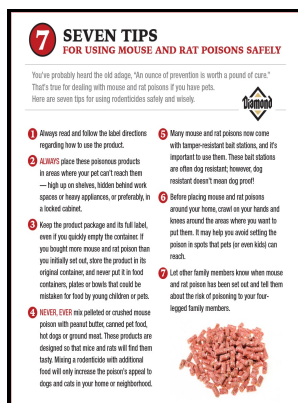 7
SEVEN TIPS
FOR USING MOUSE AND RAT POISONS SAFELY
You've probably heard the old adage, "An ounce of prevention is worth a pound of cure."
That's true for dealing with mouse and rat poisons if you have pets.
Here are seven tips for using rodenticides safely and wisely.
Diamond
1 Always read and follow the label directions
regarding how to use the product.
2 ALWAYS place these poisonous products
in areas where your pet can't reach them
— high up on shelves, hidden behind work
spaces or heavy appliances, or preferably, in
a locked cabinet.
3 Keep the product package and its full label,
even if you quickly empty the container. If
you bought more mouse and rat poison than
you initially set out, store the product in its
original container, and never put it in food
containers, plates or bowls that could be
mistaken for food by young children or pets.
4 NEVER, EVER mix pelleted or crushed mouse
poison with peanut butter, canned pet food,
hot dogs or ground meat. These products are
designed so that mice and rats will find them
tasty. Mixing a rodenticide with additional
food will only increase the poison's appeal to
dogs and cats in your home or neighborhood.
5 Many mouse and rat poisons now come
with tamper-resistant bait stations, and it's
important to use them. These bait stations
are often dog resistant; however, dog
resistant doesn't mean dog proof!
6 Before placing mouse and rat poisons
around your home, crawl on your hands and
knees around the areas where you want to
put them. It may help you avoid setting the
poison in spots that pets (or even kids) can
reach.
7 Let other family members know when mouse
and rat poison has been set out and tell them
about the risk of poisoning to your four-
legged family members.